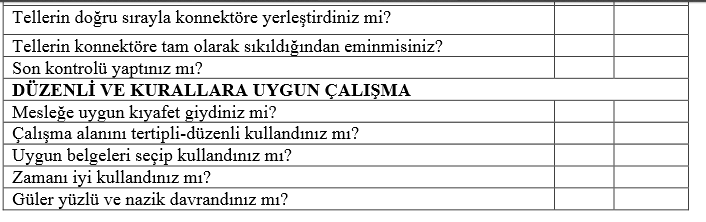 Tellerin doğru sırayla konnektöre yerleştirdiniz mi?
Tellerin konnektöre tam olarak sıkıldığından eminmisiniz?
Son kontrolü yaptınız mı?
DÜZENLİ VE KURALLARA UYGUN ÇALIŞMA
Mesleğe uygun kıyafet giydiniz mi?
Çalışma alanını tertipli-düzenli kullandınız mı?
Uygun belgeleri seçip kullandınız mı?
Zamanı iyi kullandınız mı?
Güler yüzlü ve nazik davrandınız mı?